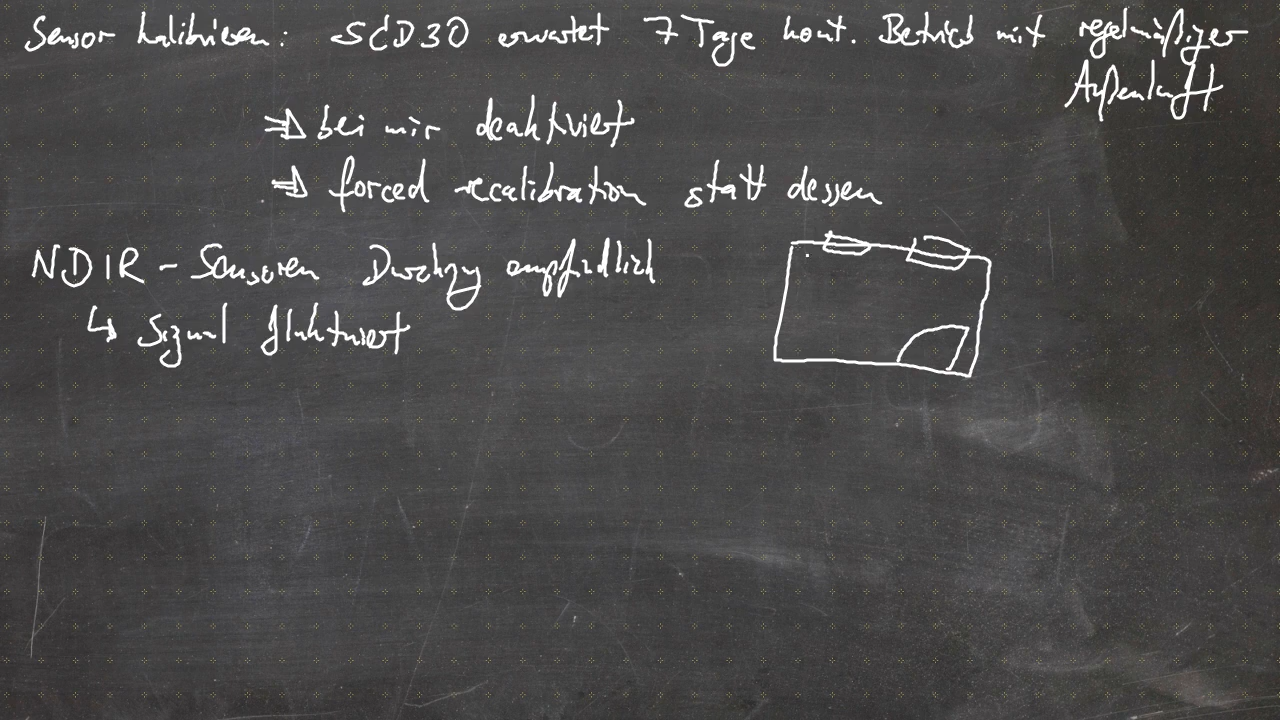 Sensor kalibrieren: SCD30 erwartet 7 Tage kont. Betrieb mit regelmäßiger
Außenluft
⇒ bei mir deaktiviert
⇒ forced recalibration statt dessen
NDIR - Sensoren Durchzug empfindlich
↳ Signal fluktuiert